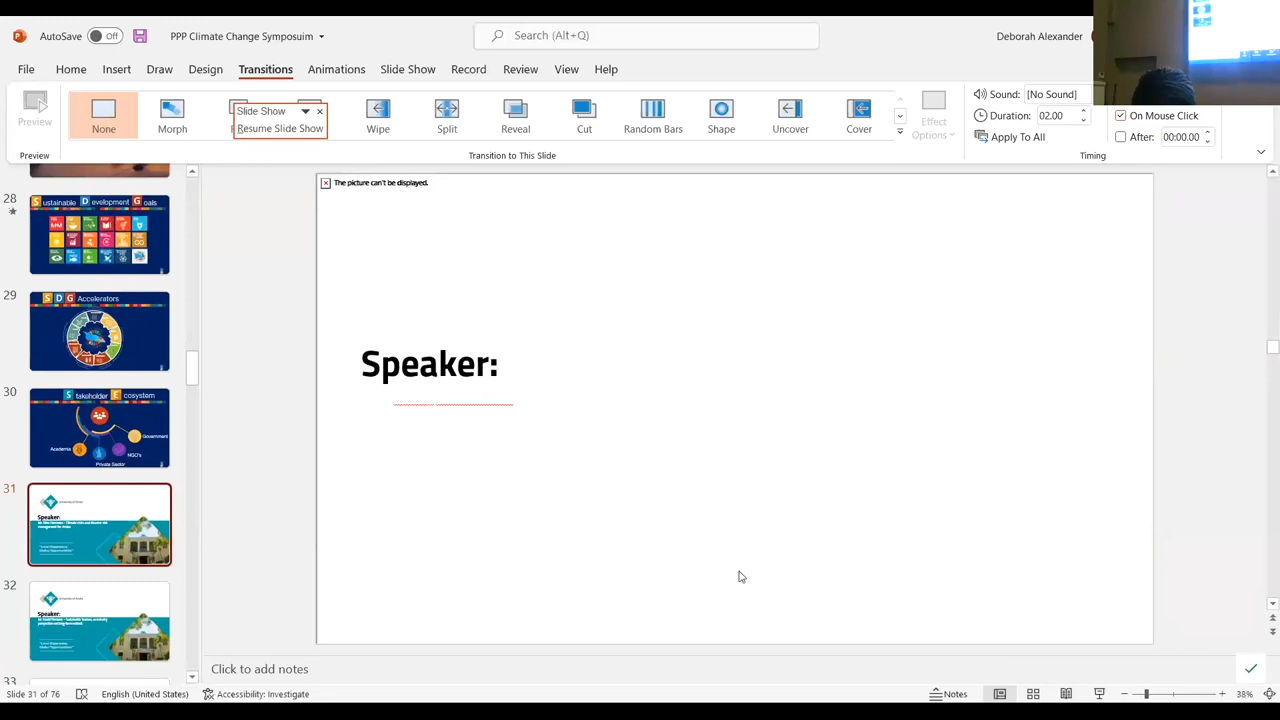 AutoSave Off PPP Climate Change Symposuim Search (Alt+Q) Deborah Alexander
File Home Insert Draw Design Transitions Animations Slide Show Record Review View Help
Preview None Morph Wipe Split Reveal Cut Random Bars Shape Uncover Cover Effect Options
Slide Show
Resume Slide Show
Sound: [No Sound]
Duration: 02.00
Apply To All
On Mouse Click
After: 00:00.00
Preview Transition to This Slide Timing
28
Sustainable Development Goals
29
SDG Accelerators
30
Stakeholder Ecosystem
Government
Academia
NGO's
Private Sector
31
Speaker:
32
Speaker:
33
The picture can't be displayed.
Speaker:
Click to add notes
Slide 31 of 76 English (United States) Accessibility: Investigate Notes 38%